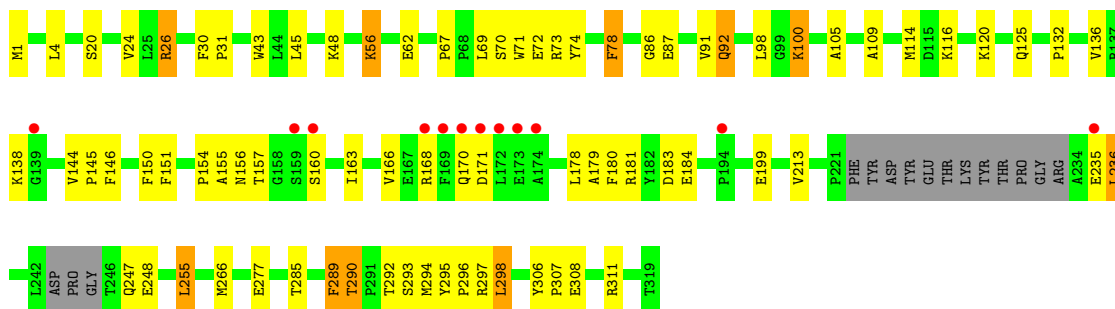 M1 L4 S20 V24 L25 R26 F30 P31 W43 L44 L45 K48 K56 E62 P67 P68 L69 S70 W71 E72 R73 Y74 F78 G86 E87 V91 Q92 L98 G99 K100 A105 A109 M114 D115 K116 K120 Q125 P132 V136
K138 G139 V144 P145 F146 F150 F151 P154 A155 N156 T157 G158 S159 S160 I163 V166 E167 R168 F169 Q170 D171 L172 E173 A174 L178 A179 F180 R181 Y182 D183 E184 P194 E199 V213 P221 PHE TYR ASP TYR GLU THR LYS TYR THR PRO GLY ARG A234 E235 L236
L242 ASP PRO GLY T246 Q247 E248 L255 M266 E277 T285 F289 T290 P291 T292 S293 M294 Y295 P296 R297 L298 Y306 P307 E308 R311 T319